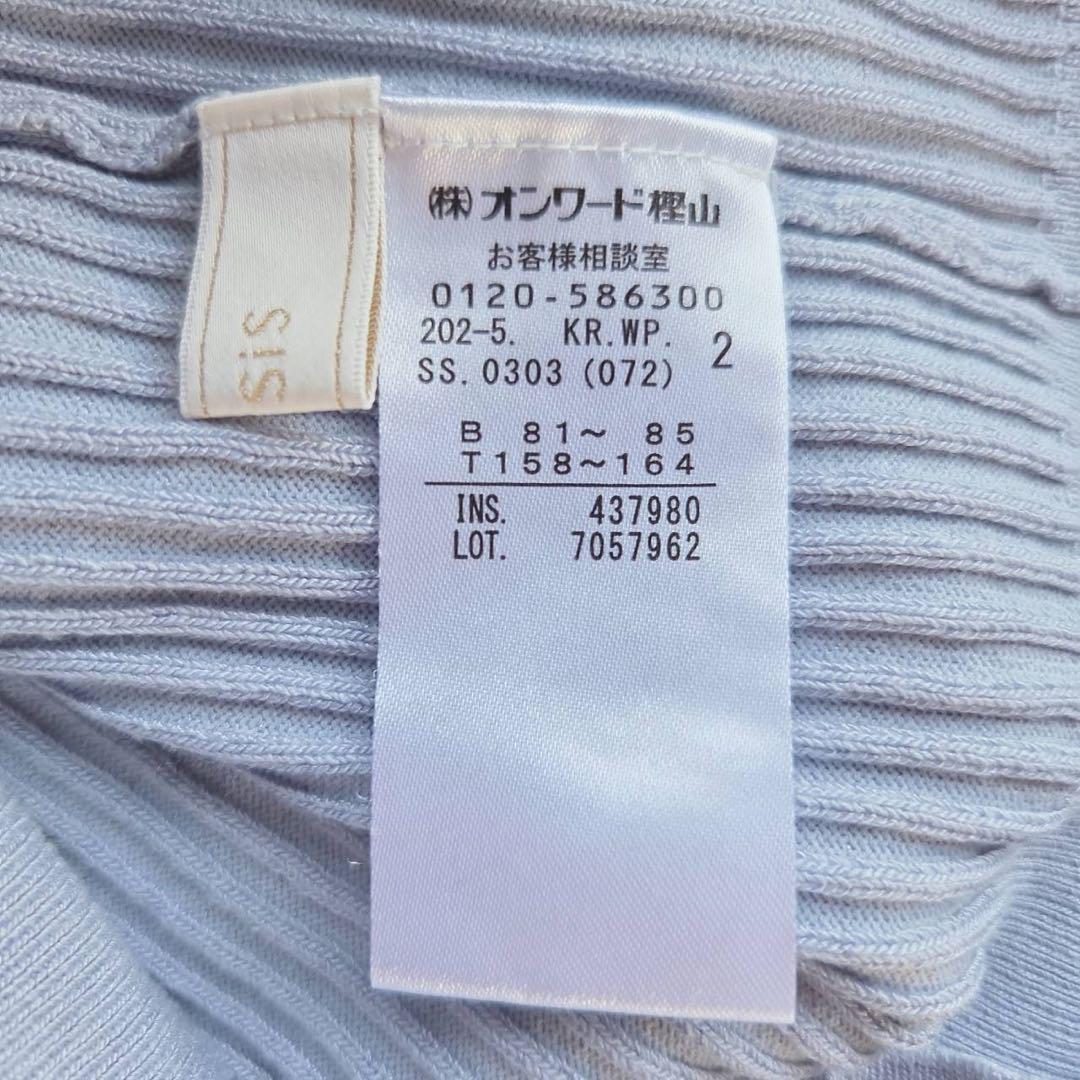 SiS
㈱オンワード樫山
お客様相談室
0120-586300
202-5. KR.WP. 2
SS.0303(072)
B 81~ 85
T158~164
INS. 437980
LOT. 7057962